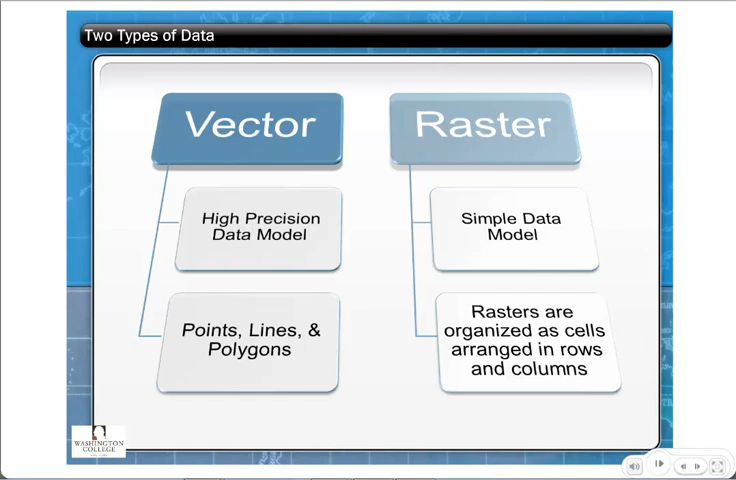 Two Types of Data
Vector
High Precision
Data Model
Points, Lines, &
Polygons
Raster
Simple Data
Model
Rasters are
organized as cells
arranged in rows
and columns
WASHINGTON
COLLEGE